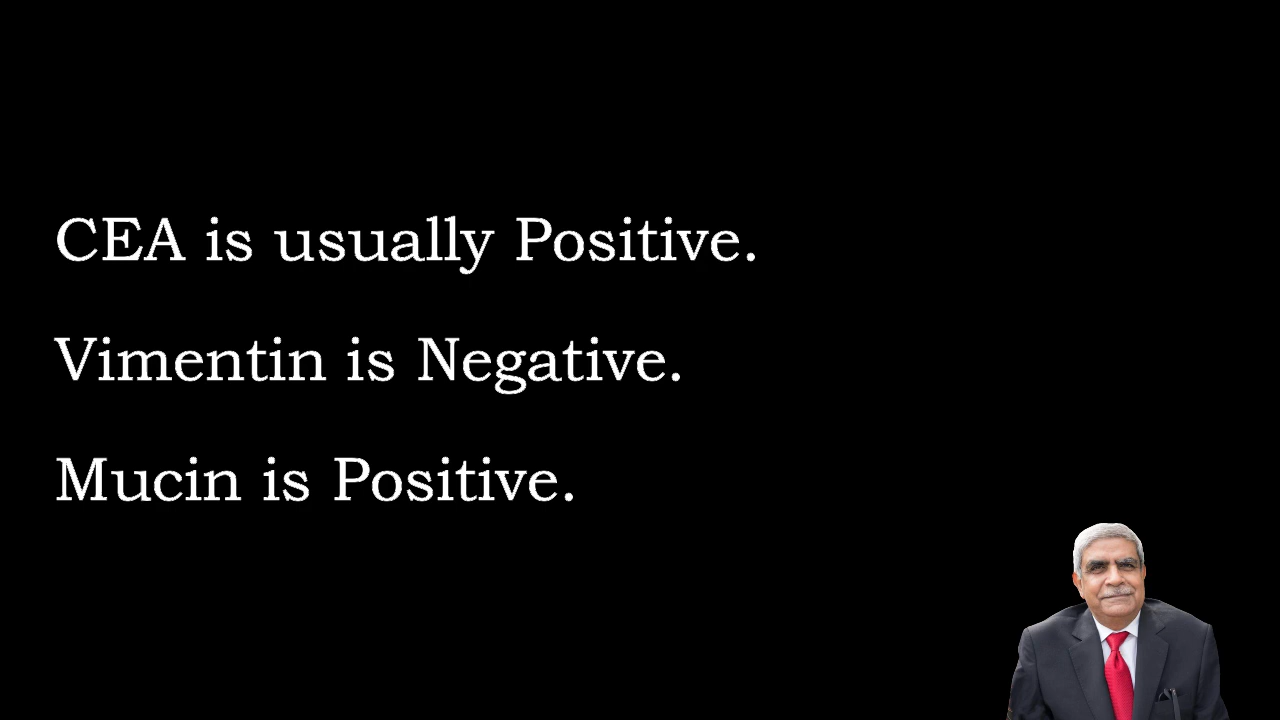 CEA is usually Positive.
Vimentin is Negative.
Mucin is Positive.